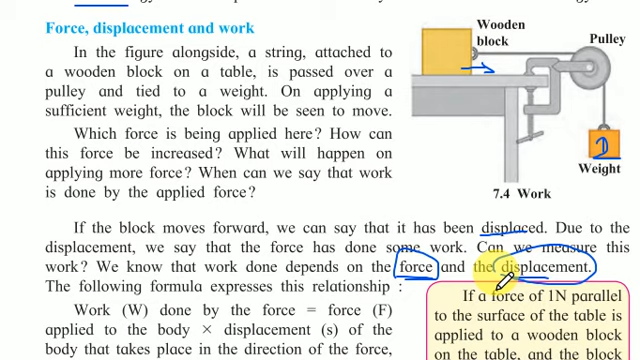 Force, displacement and work
In the figure alongside, a string, attached to
a wooden block on a table, is passed over a
pulley and tied to a weight. On applying a
sufficient weight, the block will be seen to move.
Which force is being applied here? How can
this force be increased? What will happen on
applying more force? When can we say that work
is done by the applied force?
Wooden
block
Pulley
Weight
7.4 Work
If the block moves forward, we can say that it has been displaced. Due to the
displacement, we say that the force has done some work. Can we measure this
work? We know that work done depends on the force and the displacement.
The following formula expresses this relationship :
Work (W) done by the force = force (F)
applied to the body × displacement (s) of the
body that takes place in the direction of the force,
If a force of 1N parallel
to the surface of the table is
applied to a wooden block
on the table, and the block